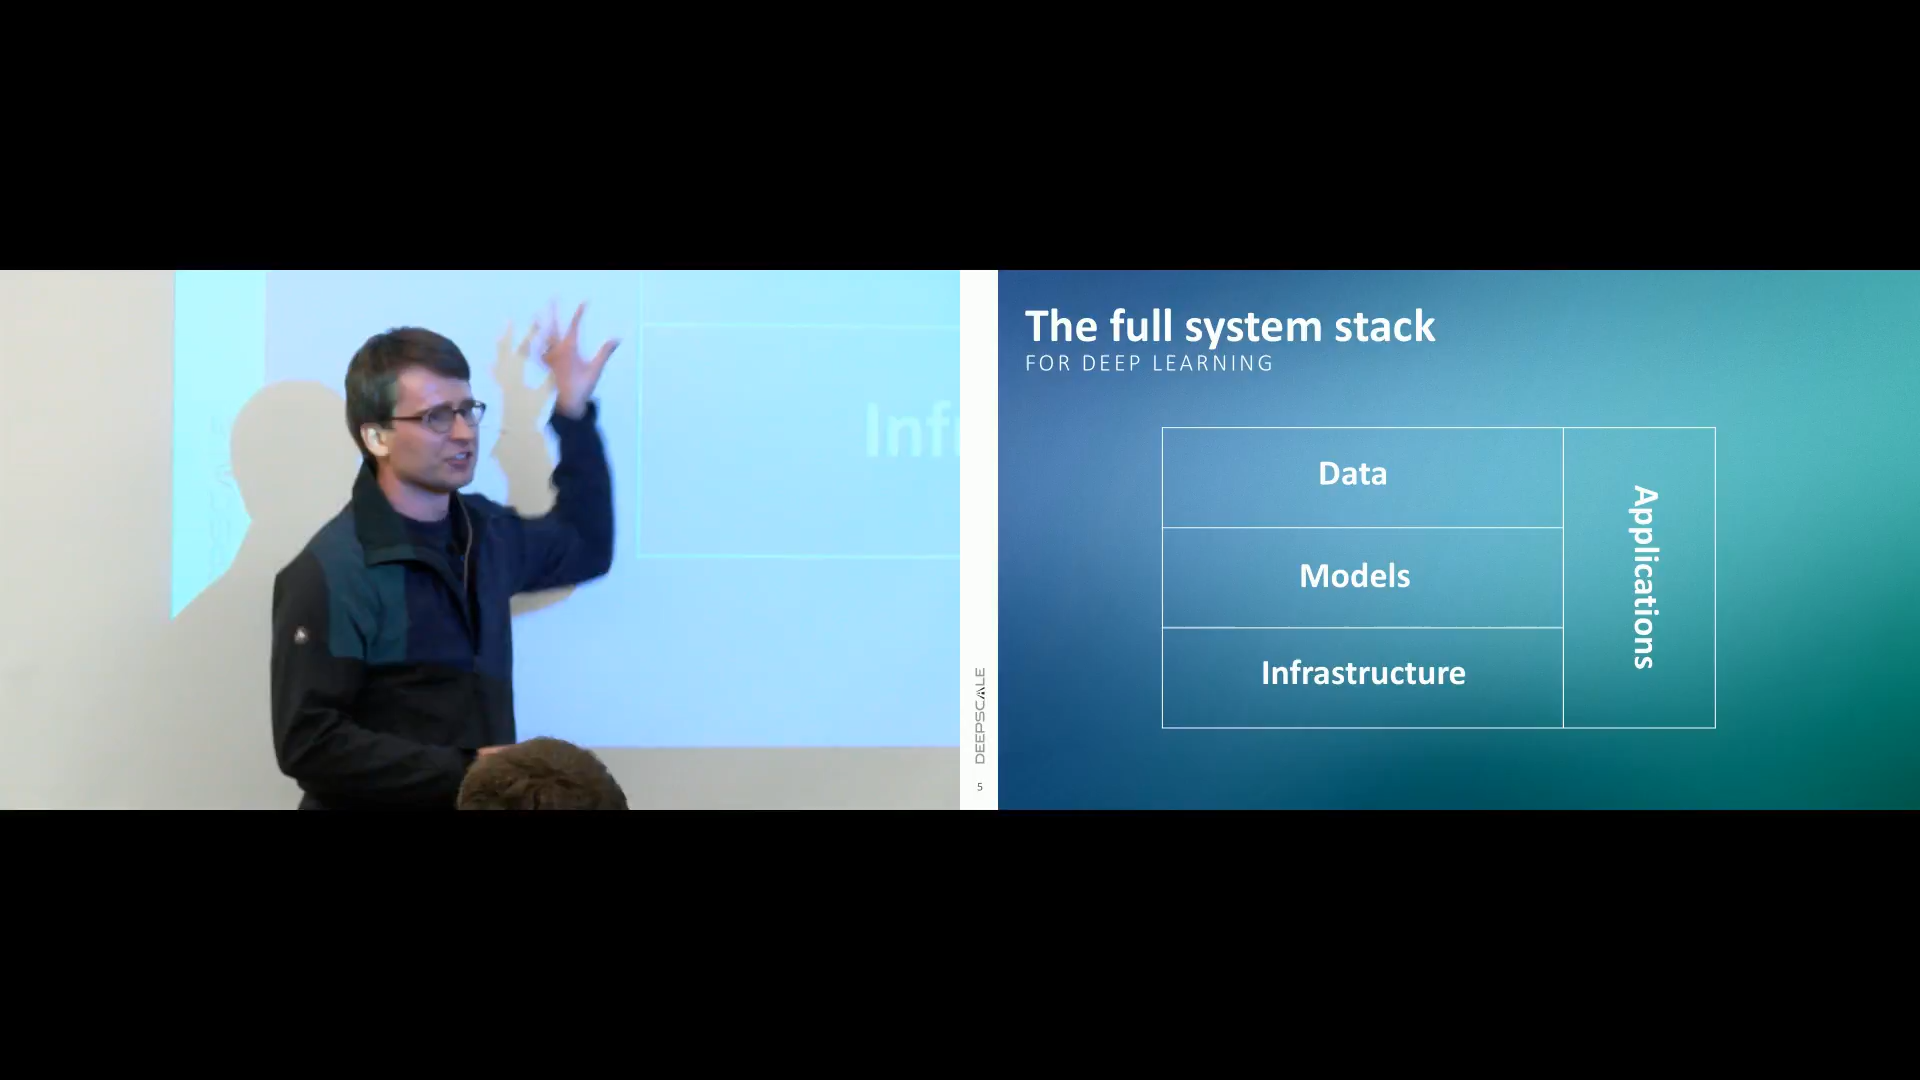 Inf
The full system stack
FOR DEEP LEARNING
Data
Models
Infrastructure
Applications
DEEPSCALE
5